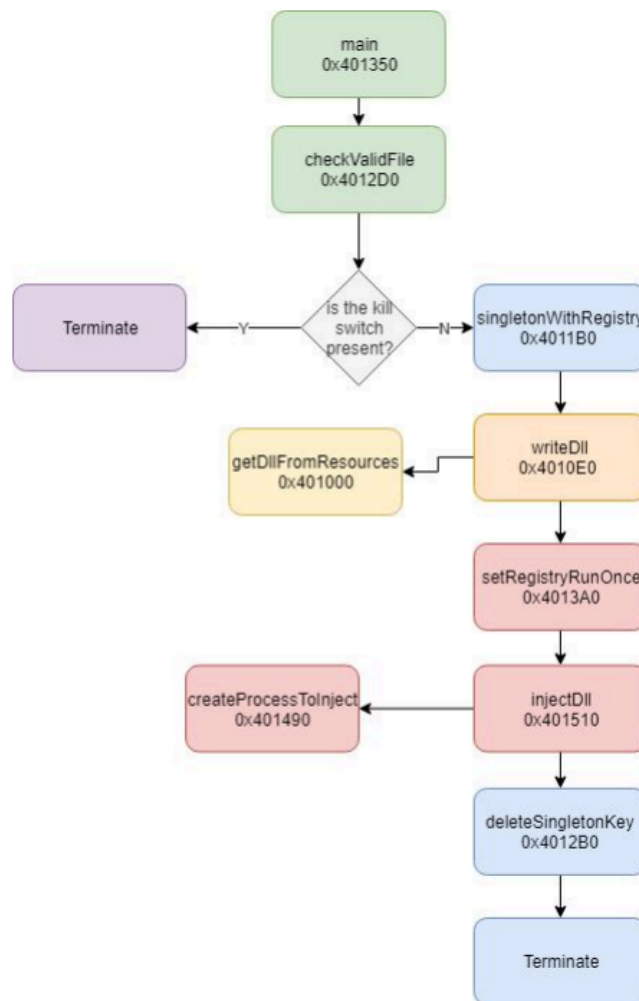 main
0x401350
checkValidFile
0x4012D0
is the kill
switch
present?
Terminate
Y
N
singletonWithRegistry
0x4011B0
getDllFromResources
0x401000
writeDll
0x4010E0
setRegistryRunOnce
0x4013A0
createProcessToInject
0x401490
injectDll
0x401510
deleteSingletonKey
0x4012B0
Terminate